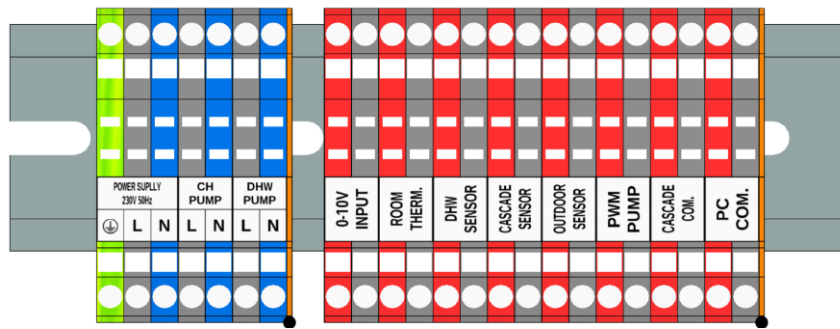 POWER SUPLLY
230V 50Hz
CH
PUMP
DHW
PUMP
L N L N L N
0-10V
INPUT
ROOM
THERM.
DHW
SENSOR
CASCADE
SENSOR
OUTDOOR
SENSOR
PWM
PUMP
CASCADE
COM.
PC
COM.